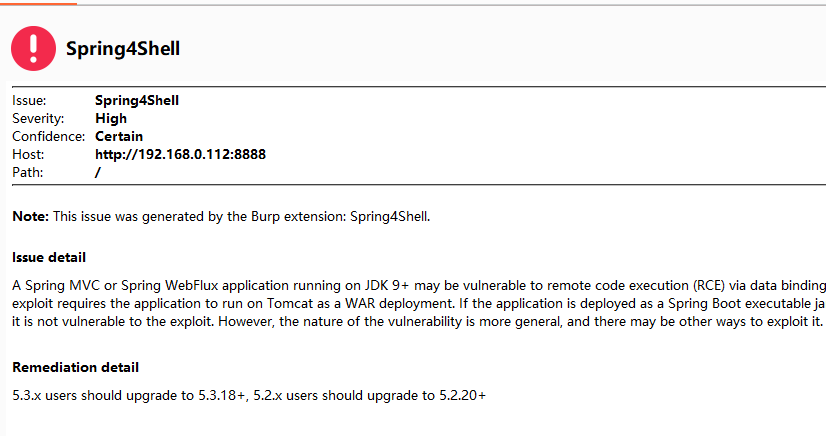 Spring4Shell
Issue: Spring4Shell
Severity: High
Confidence: Certain
Host: http://192.168.0.112:8888
Path: /
Note: This issue was generated by the Burp extension: Spring4Shell.
Issue detail
A Spring MVC or Spring WebFlux application running on JDK 9+ may be vulnerable to remote code execution (RCE) via data binding
exploit requires the application to run on Tomcat as a WAR deployment. If the application is deployed as a Spring Boot executable ja
it is not vulnerable to the exploit. However, the nature of the vulnerability is more general, and there may be other ways to exploit it.
Remediation detail
5.3.x users should upgrade to 5.3.18+, 5.2.x users should upgrade to 5.2.20+